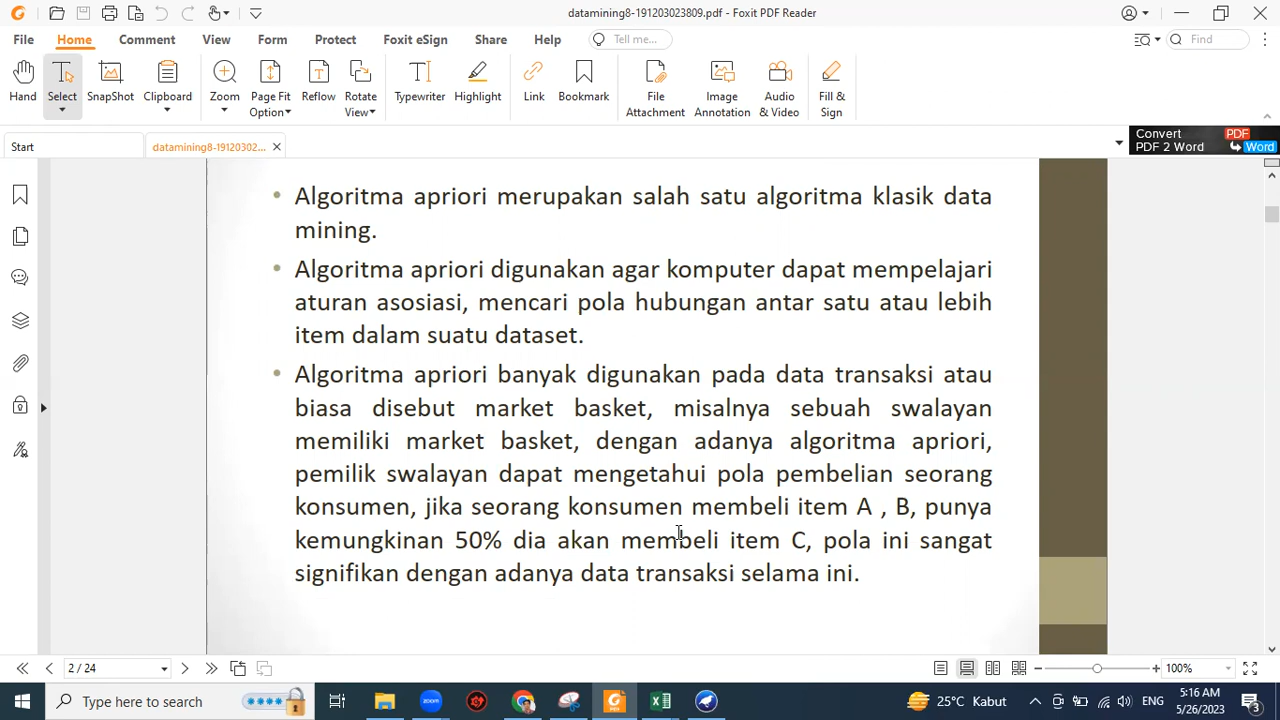 datamining8-191203023809.pdf - Foxit PDF Reader
File Home Comment View Form Protect Foxit eSign Share Help Tell me... Find
Hand Select SnapShot Clipboard Zoom Page Fit Option Reflow Rotate View Typewriter Highlight Link Bookmark File Attachment Image Annotation Audio & Video Fill & Sign
Start datamining8-19120302... Convert PDF 2 Word PDF Word
• Algoritma apriori merupakan salah satu algoritma klasik data
mining.
• Algoritma apriori digunakan agar komputer dapat mempelajari
aturan asosiasi, mencari pola hubungan antar satu atau lebih
item dalam suatu dataset.
• Algoritma apriori banyak digunakan pada data transaksi atau
biasa disebut market basket, misalnya sebuah swalayan
memiliki market basket, dengan adanya algoritma apriori,
pemilik swalayan dapat mengetahui pola pembelian seorang
konsumen, jika seorang konsumen membeli item A , B, punya
kemungkinan 50% dia akan membeli item C, pola ini sangat
signifikan dengan adanya data transaksi selama ini.
2 / 24 100%
Type here to search zoom 25°C Kabut ENG 5:16 AM
5/26/2023 3